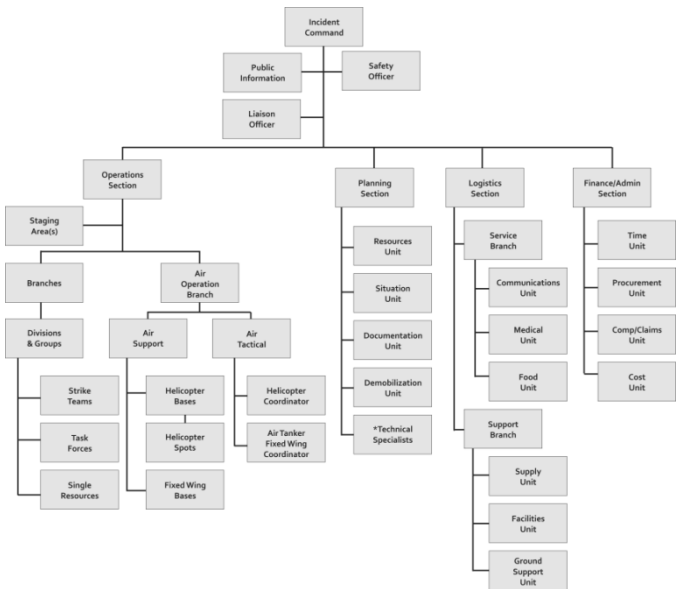 Incident
Command
Public
Information
Safety
Officer
Liaison
Officer
Operations
Section
Planning
Section
Logistics
Section
Finance/Admin
Section
Staging
Area(s)
Branches
Air
Operation
Branch
Divisions
& Groups
Air
Support
Air
Tactical
Strike
Teams
Task
Forces
Single
Resources
Helicopter
Bases
Helicopter
Spots
Fixed Wing
Bases
Helicopter
Coordinator
Air Tanker
Fixed Wing
Coordinator
Resources
Unit
Situation
Unit
Documentation
Unit
Demobilization
Unit
*Technical
Specialists
Service
Branch
Communications
Unit
Medical
Unit
Food
Unit
Support
Branch
Supply
Unit
Facilities
Unit
Ground
Support
Unit
Time
Unit
Procurement
Unit
Comp/Claims
Unit
Cost
Unit